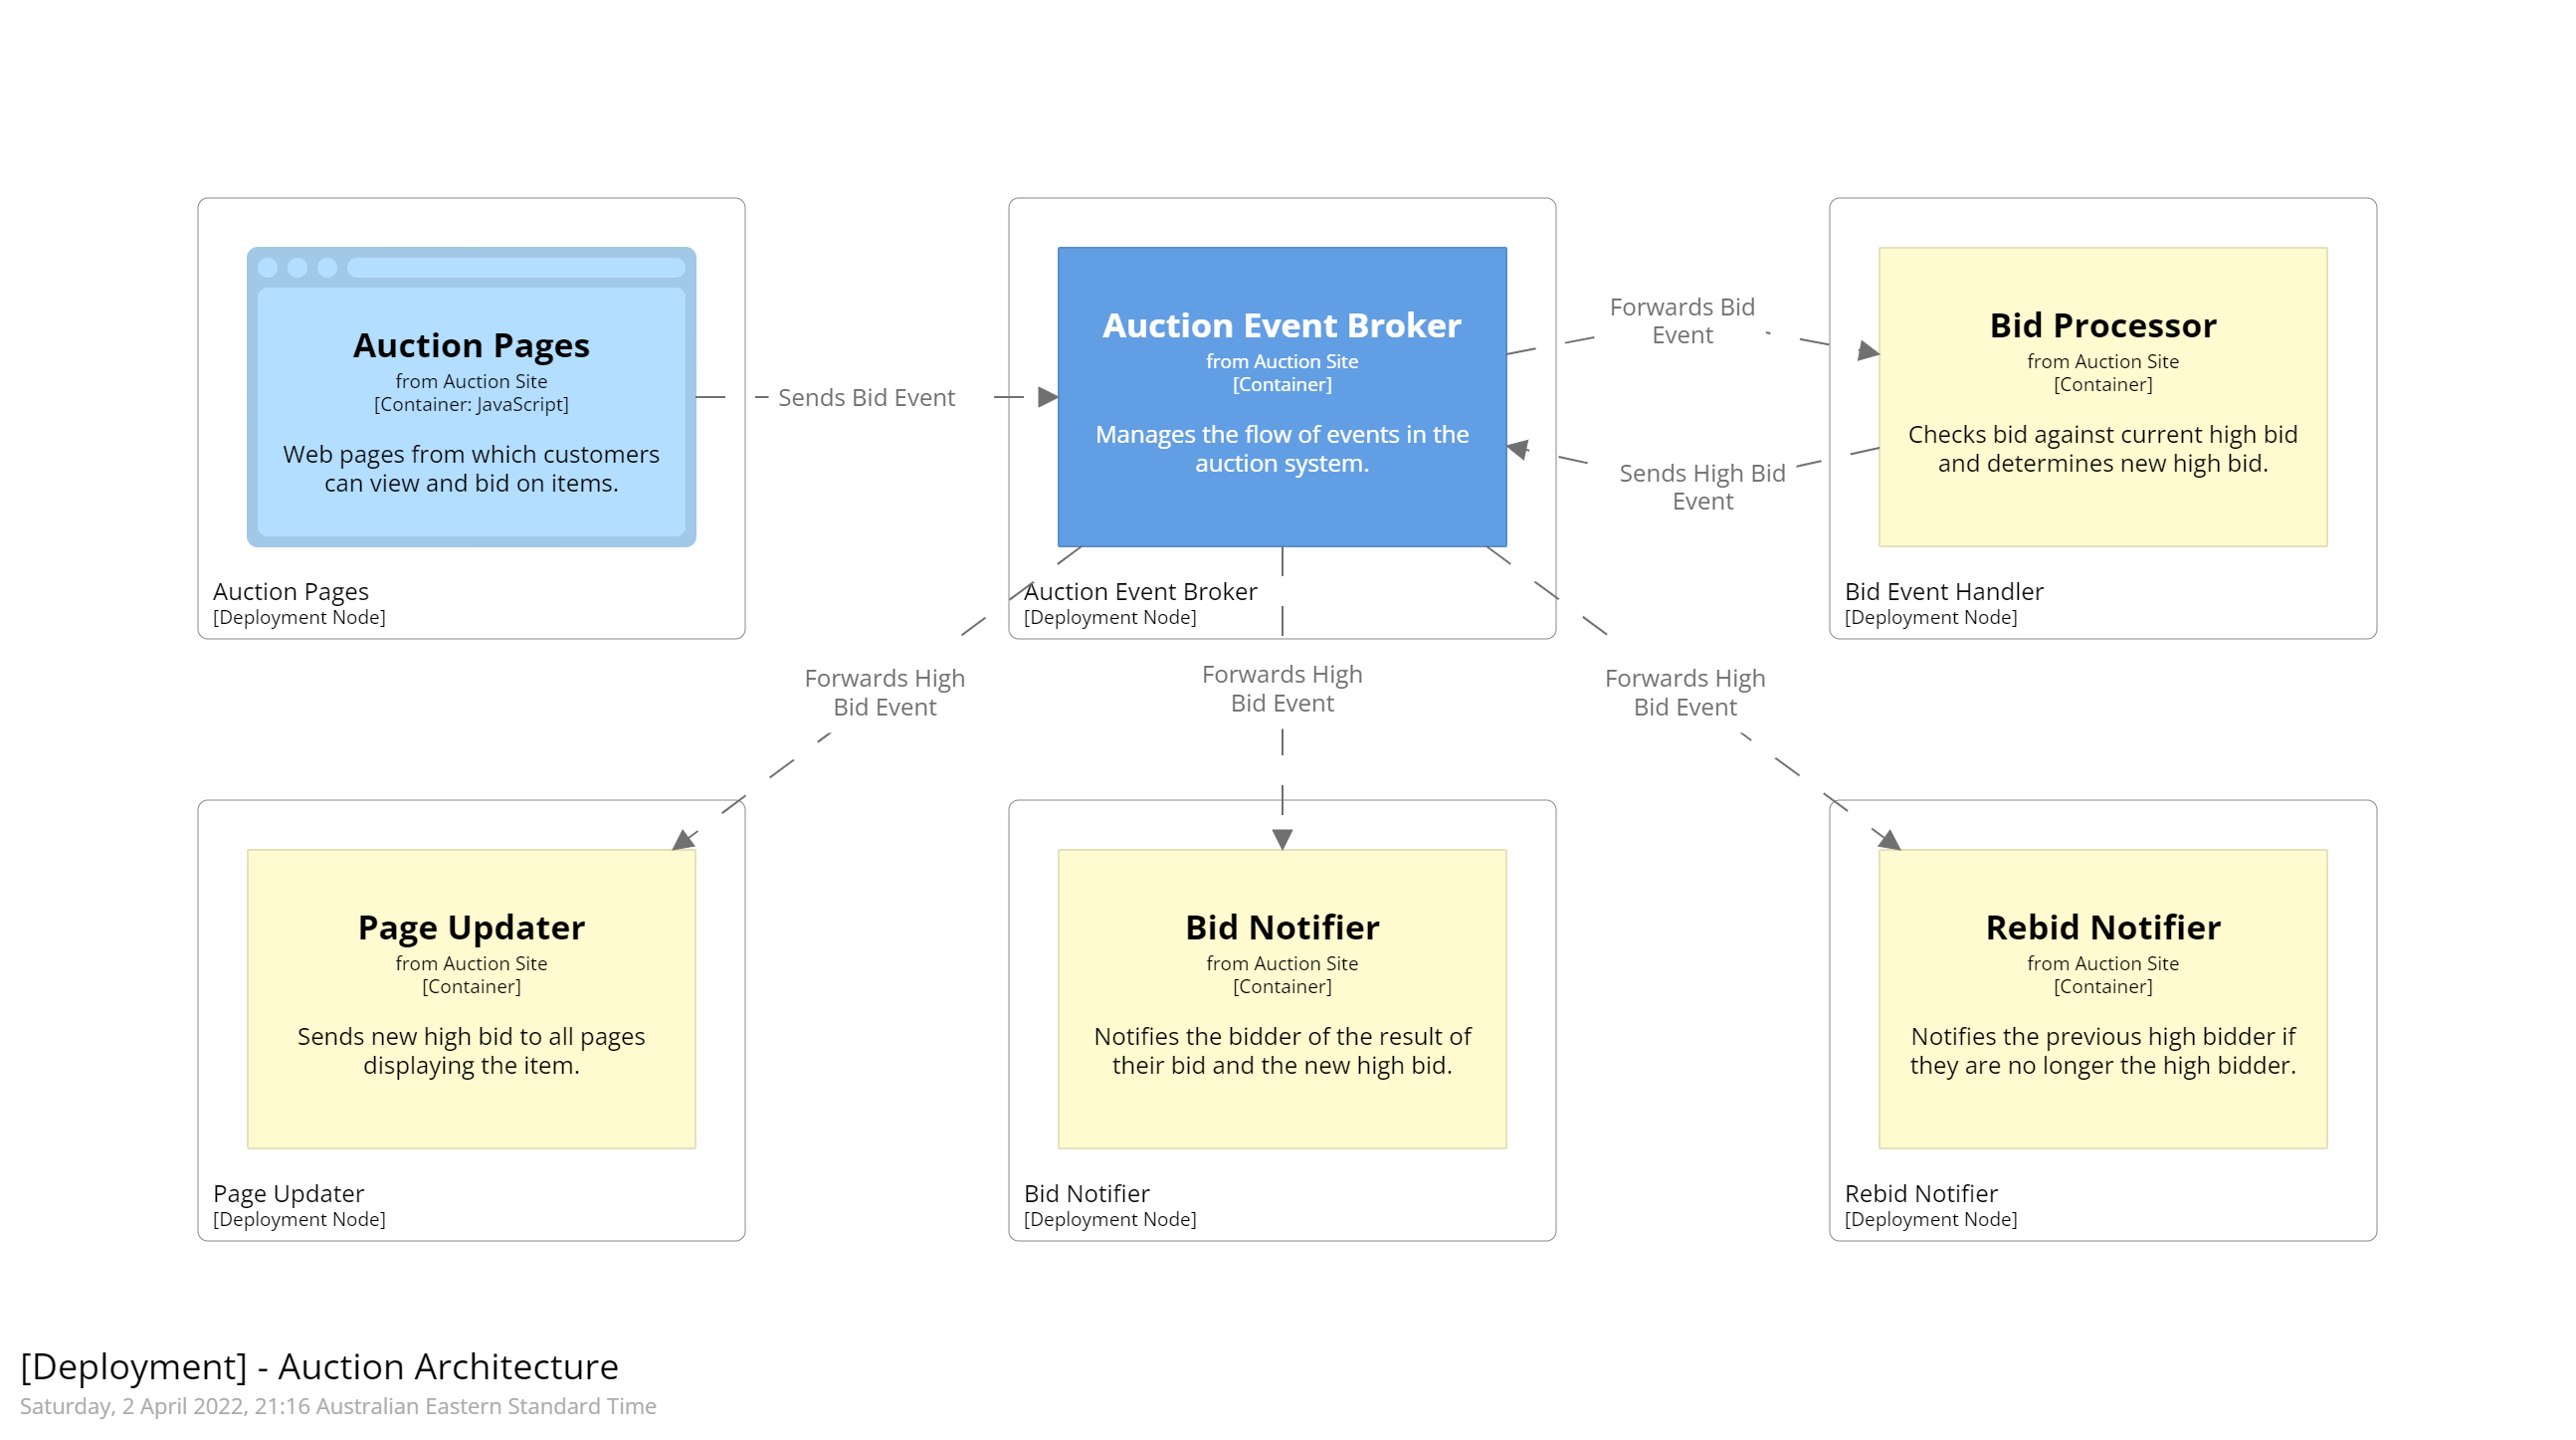 Auction Pages
from Auction Site
[Container: JavaScript]
Web pages from which customers
can view and bid on items.
Auction Pages
[Deployment Node]
Sends Bid Event
Auction Event Broker
from Auction Site
[Container]
Manages the flow of events in the
auction system.
Auction Event Broker
[Deployment Node]
Forwards Bid
Event
Sends High Bid
Event
Bid Processor
from Auction Site
[Container]
Checks bid against current high bid
and determines new high bid.
Bid Event Handler
[Deployment Node]
Forwards High
Bid Event
Forwards High
Bid Event
Forwards High
Bid Event
Page Updater
from Auction Site
[Container]
Sends new high bid to all pages
displaying the item.
Page Updater
[Deployment Node]
Bid Notifier
from Auction Site
[Container]
Notifies the bidder of the result of
their bid and the new high bid.
Bid Notifier
[Deployment Node]
Rebid Notifier
from Auction Site
[Container]
Notifies the previous high bidder if
they are no longer the high bidder.
Rebid Notifier
[Deployment Node]
[Deployment] - Auction Architecture
Saturday, 2 April 2022, 21:16 Australian Eastern Standard Time